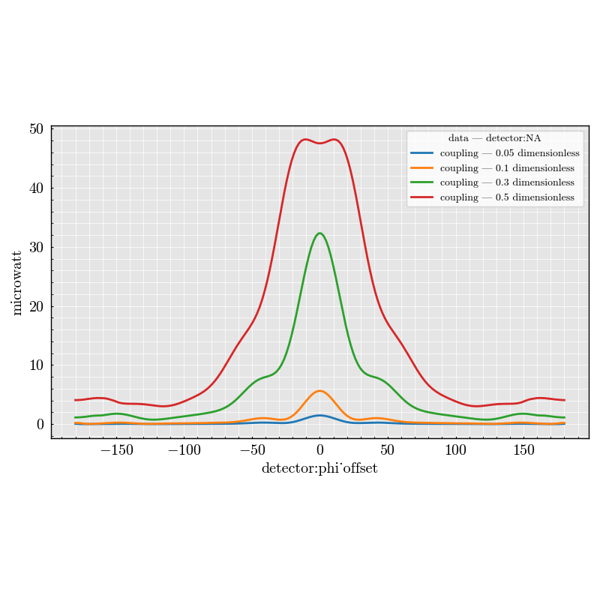 50
40
30
20
10
0
microwatt
−150
−100
−50
0
50
100
150
detector:phi˙offset
data — detector:NA
coupling — 0.05 dimensionless
coupling — 0.1 dimensionless
coupling — 0.3 dimensionless
coupling — 0.5 dimensionless